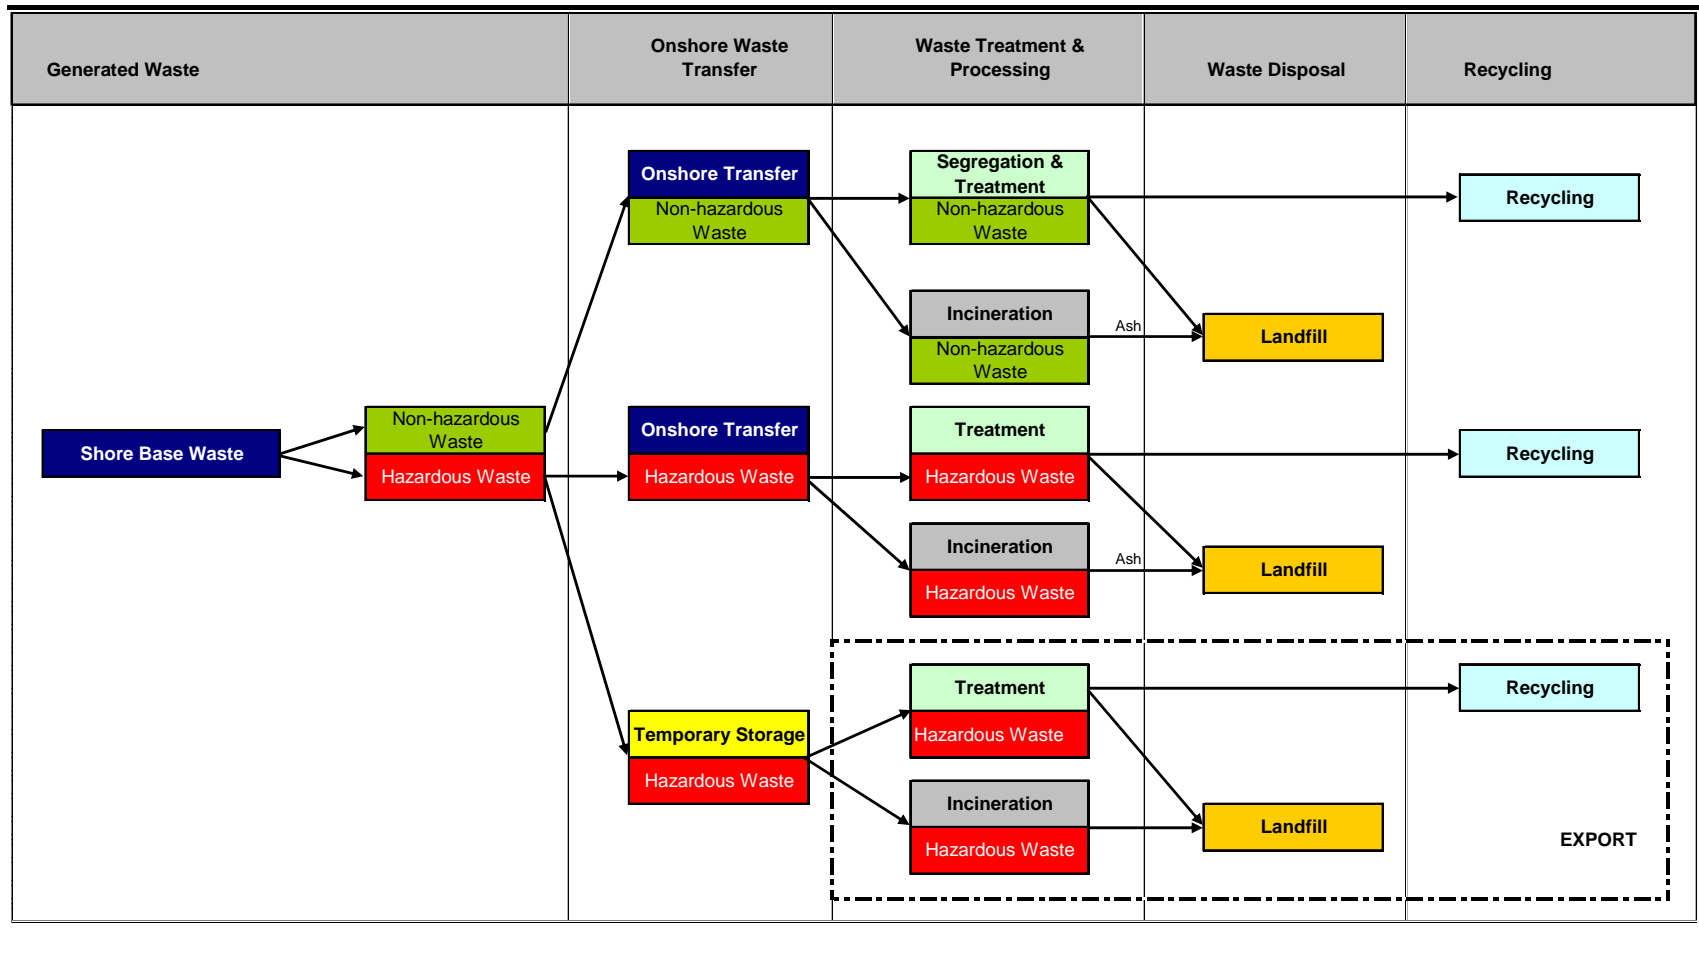 Generated Waste
Onshore Waste
Transfer
Waste Treatment &
Processing
Waste Disposal
Recycling
Onshore Transfer
Non-hazardous
Waste
Segregation &
Treatment
Non-hazardous
Waste
Recycling
Incineration
Non-hazardous
Waste
Ash
Landfill
Shore Base Waste
Non-hazardous
Waste
Hazardous Waste
Onshore Transfer
Hazardous Waste
Treatment
Hazardous Waste
Recycling
Incineration
Hazardous Waste
Ash
Landfill
Temporary Storage
Hazardous Waste
Treatment
Hazardous Waste
Recycling
Incineration
Hazardous Waste
Landfill
EXPORT